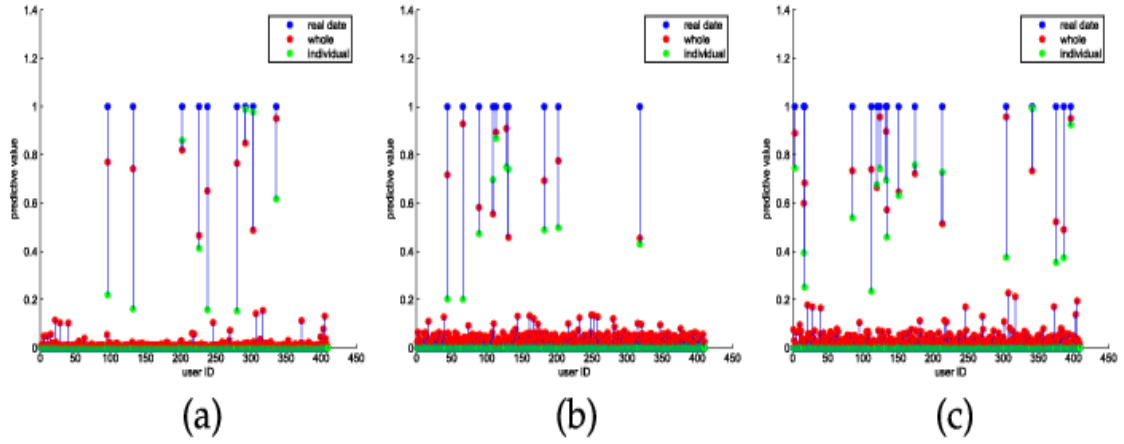 1.4
1.2
1
0.8
0.6
0.4
0.2
0
predictive value
0 50 100 150 200 250 300 350 400 450
user ID
real date
whole
individual
(a)
1.4
1.2
1
0.8
0.6
0.4
0.2
0
predictive value
0 50 100 150 200 250 300 350 400 450
user ID
real date
whole
individual
(b)
1.4
1.2
1
0.8
0.6
0.4
0.2
0
predictive value
0 50 100 150 200 250 300 350 400 450
user ID
real date
whole
individual
(c)